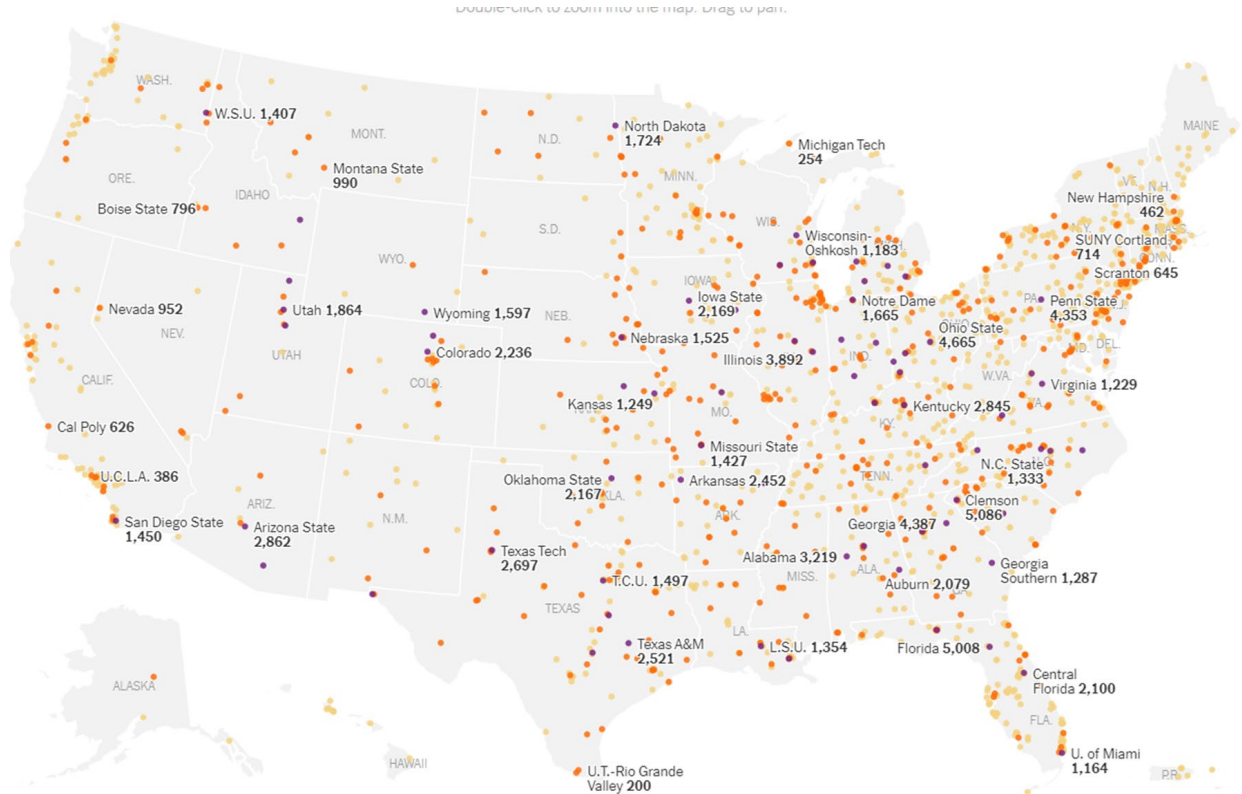 Double-click to zoom into the map. Drag to pan.
WASH.
MAINE
W.S.U. 1,407
MONT.
N.D.
North Dakota
1,724
Michigan Tech
254
Montana State
990
ORE.
IDAHO
MINN.
VT.
N.H.
New Hampshire
462
Boise State 796
S.D.
WIS.
N.Y.
MASS.
Wisconsin-
Oshkosh 1,183
SUNY Cortland
714
CONN.
WYO.
Scranton 645
IOWA
Iowa State
2,169
Notre Dame
1,665
PA.
Penn State
4,353
Nevada 952
Utah 1,864
Wyoming 1,597
NEB.
OHIO
Ohio State
4,665
NEV.
Nebraska 1,525
UTAH
Colorado 2,236
Illinois 3,892
IND.
MD.
DEL.
CALIF.
COLO.
W.VA.
Virginia 1,229
Kansas 1,249
MO.
Kentucky 2,845
KY.
Cal Poly 626
Missouri State
1,427
U.C.L.A. 386
N.C. State
1,333
Oklahoma State
2,167
Arkansas 2,452
TENN.
ARIZ.
N.M.
ARK.
Clemson
5,086
San Diego State
1,450
Arizona State
2,862
Georgia 4,387
Texas Tech
2,697
Alabama 3,219
MISS.
ALA.
Georgia
Southern 1,287
T.C.U. 1,497
Auburn 2,079
TEXAS
LA.
Texas A&M
2,521
L.S.U. 1,354
Florida 5,008
ALASKA
Central
Florida 2,100
FLA.
HAWAII
U.T.-Rio Grande
Valley 200
U. of Miami
1,164
P.R.